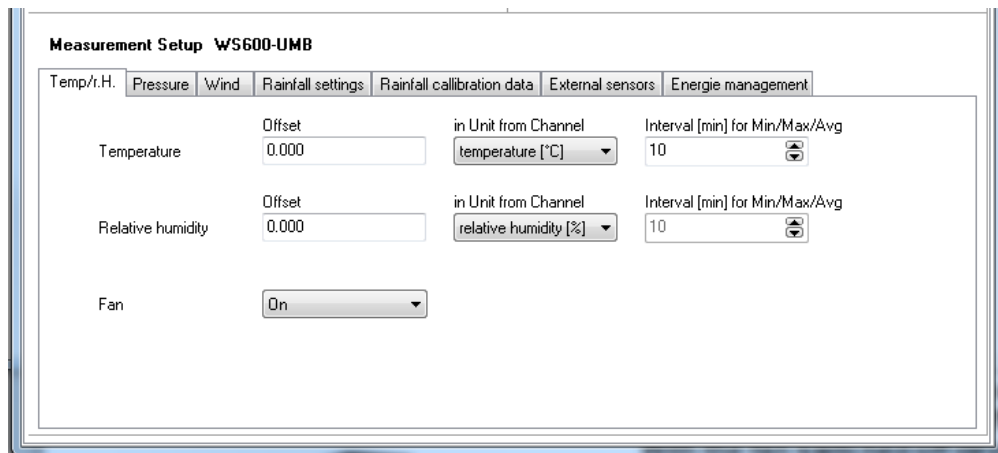 Measurement Setup WS600-UMB
Temp/r.H. Pressure Wind Rainfall settings Rainfall callibration data External sensors Energie management
Offset in Unit from Channel Interval [min] for Min/Max/Avg
Temperature 0.000 temperature [°C] 10
Offset in Unit from Channel Interval [min] for Min/Max/Avg
Relative humidity 0.000 relative humidity [%] 10
Fan On